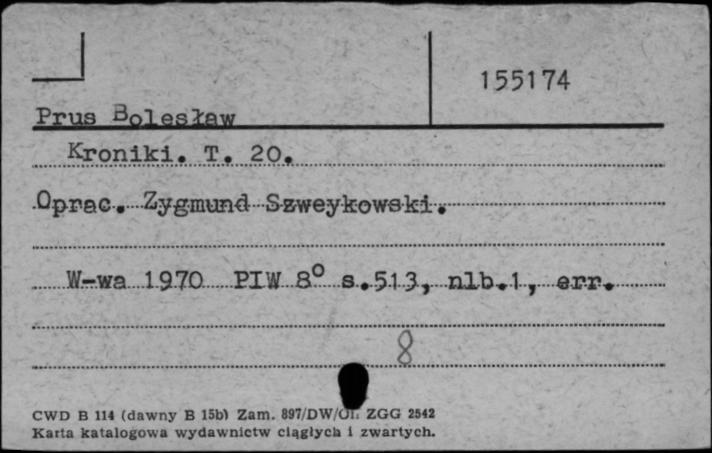 155174
Prus Bolesław
Kroniki. T. 20.
Oprac. Zygmund Szweykowski.
W-wa 1970 PIW 8° s.513, nlb.1, err.
8
CWD B 114 (dawny B 15b) Zam. 897/DW/Ol. ZGG 2542
Karta katalogowa wydawnictw ciągłych i zwartych.